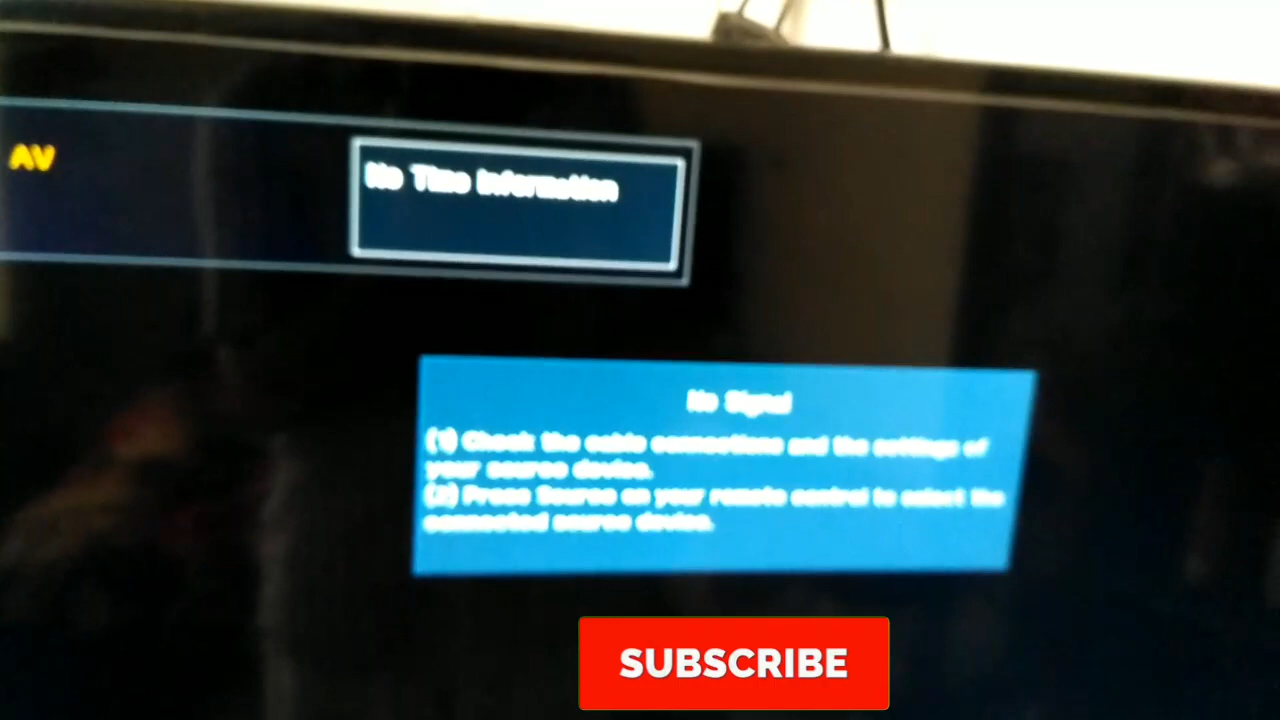 AV
No Time Information
No Signal
(1) Check the cable connections and the settings of
your source device.
(2) Press Source on your remote control to select the
connected source device.
SUBSCRIBE